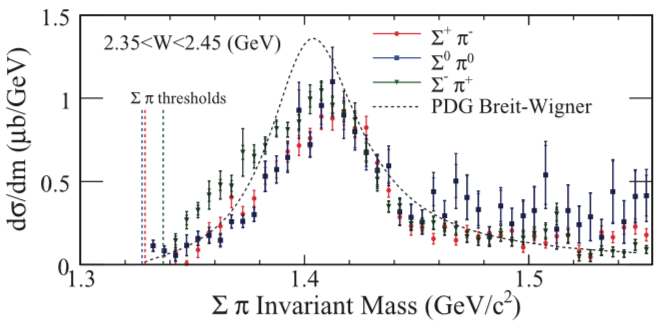 1.5
2.35<W<2.45 (GeV)
Σ⁺ π⁻
Σ⁰ π⁰
Σ⁻ π⁺
PDG Breit-Wigner
Σ π thresholds
1
0.5
0
dσ/dm (μb/GeV)
1.3
1.4
1.5
Σ π Invariant Mass (GeV/c²)